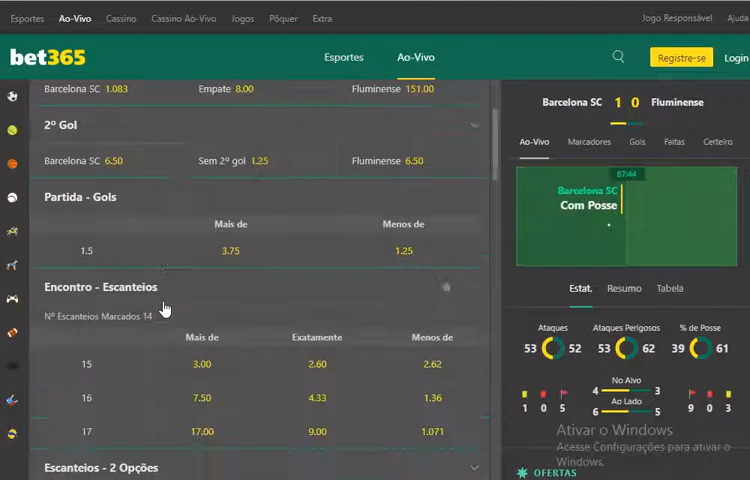 Esportes Ao-Vivo Cassino Cassino Ao-Vivo Jogos Pôquer Extra Jogo Responsável Ajuda
bet365 Esportes Ao-Vivo Registre-se Login
Barcelona SC 1.083 Empate 8.00 Fluminense 151.00
2º Gol
Barcelona SC 6.50 Sem 2º gol 1.25 Fluminense 6.50
Partida - Gols
Mais de Menos de
1.5 3.75 1.25
Encontro - Escanteios
Nº Escanteios Marcados 14
Mais de Exatamente Menos de
15 3.00 2.60 2.62
16 7.50 4.33 1.36
17 17.00 9.00 1.071
Escanteios - 2 Opções
Barcelona SC 1 0 Fluminense
Ao-Vivo Marcadores Gols Faltas Certeiro
87:44
Barcelona SC
Com Posse
Estat. Resumo Tabela
Ataques Ataques Perigosos % de Posse
53 52 53 62 39 61
No Alvo
4 3
Ao Lado
6 5
1 0 5 9 0 3
Ativar o Windows
Acesse Configurações para ativar o
Windows.
OFERTAS